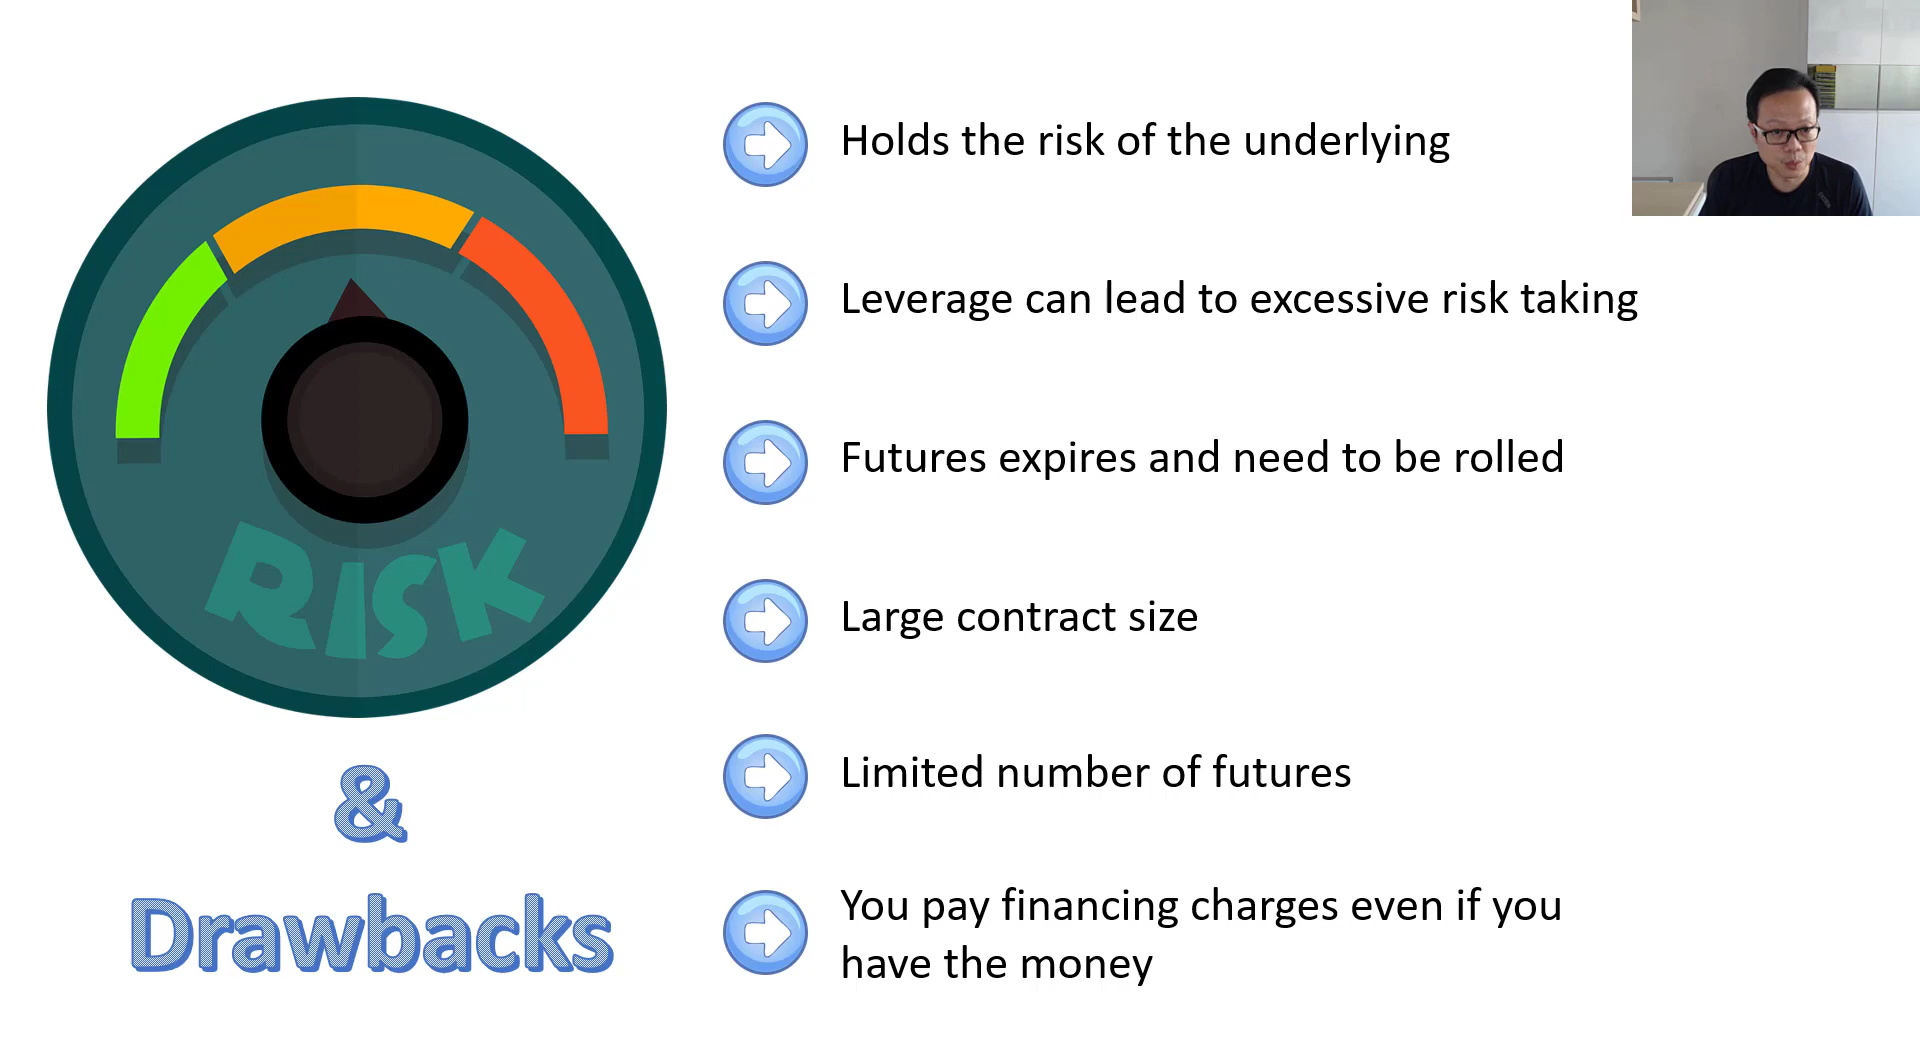 RISK
&
Drawbacks
Holds the risk of the underlying
Leverage can lead to excessive risk taking
Futures expires and need to be rolled
Large contract size
Limited number of futures
You pay financing charges even if you
have the money